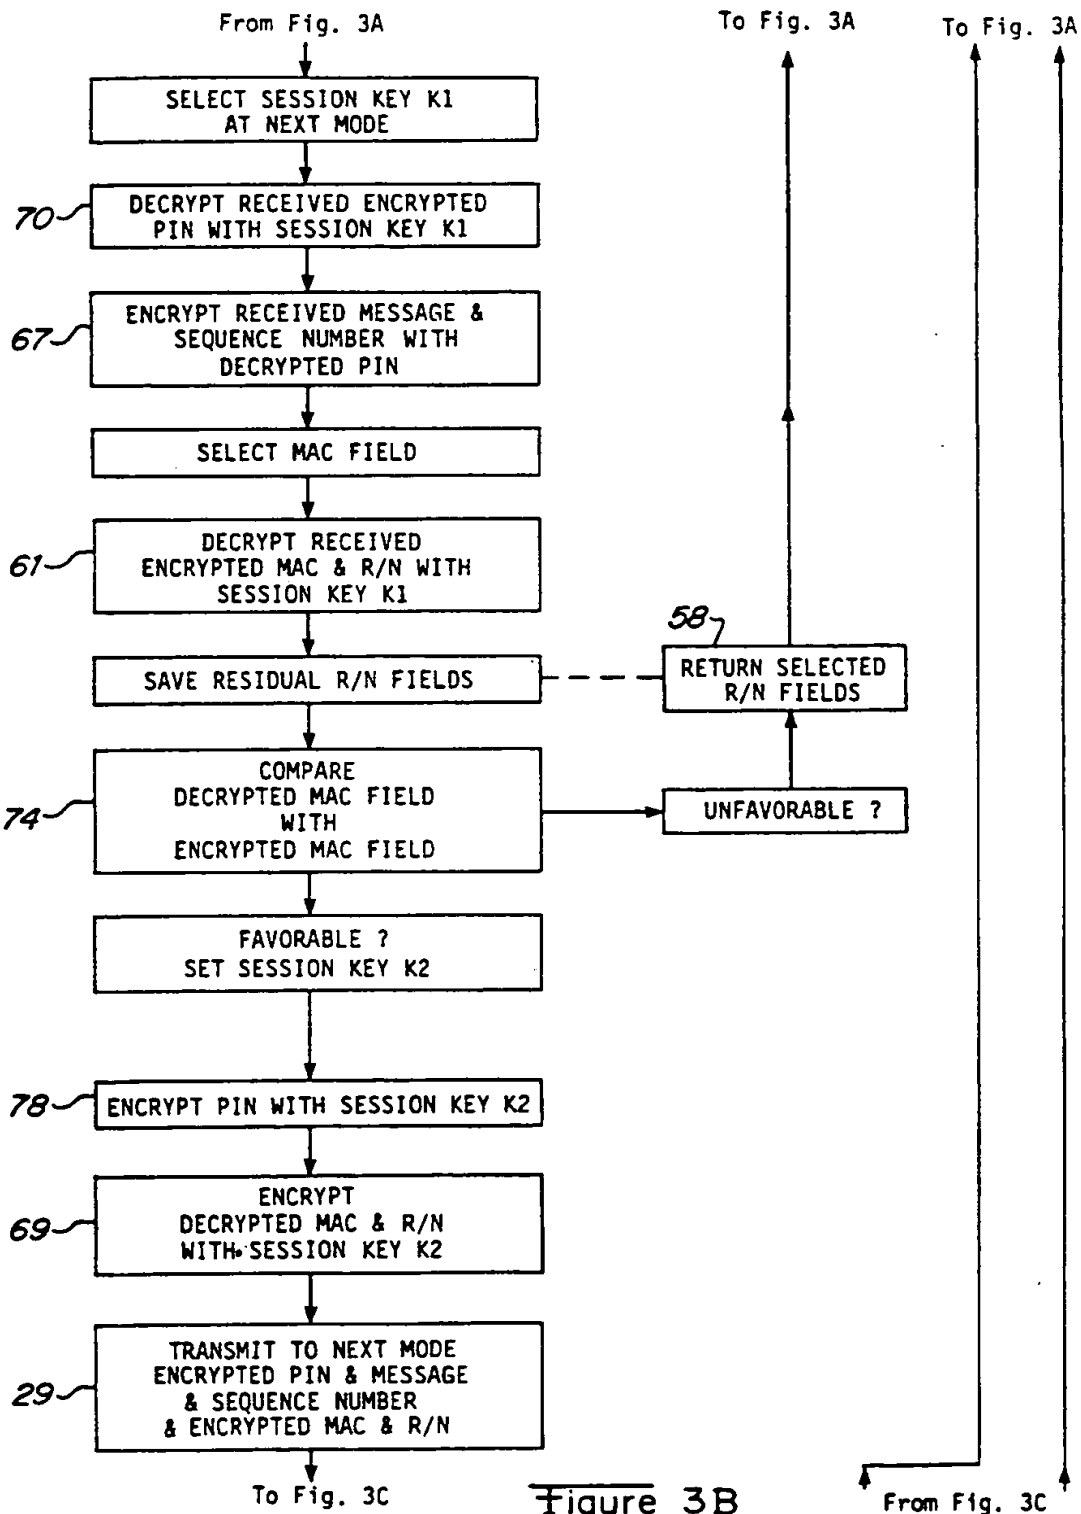 From Fig. 3A
To Fig. 3A
To Fig. 3A
SELECT SESSION KEY K1
AT NEXT MODE
70
DECRYPT RECEIVED ENCRYPTED
PIN WITH SESSION KEY K1
67
ENCRYPT RECEIVED MESSAGE &
SEQUENCE NUMBER WITH
DECRYPTED PIN
SELECT MAC FIELD
61
DECRYPT RECEIVED
ENCRYPTED MAC & R/N WITH
SESSION KEY K1
SAVE RESIDUAL R/N FIELDS
58
RETURN SELECTED
R/N FIELDS
74
COMPARE
DECRYPTED MAC FIELD
WITH
ENCRYPTED MAC FIELD
UNFAVORABLE ?
FAVORABLE ?
SET SESSION KEY K2
78
ENCRYPT PIN WITH SESSION KEY K2
69
ENCRYPT
DECRYPTED MAC & R/N
WITH SESSION KEY K2
29
TRANSMIT TO NEXT MODE
ENCRYPTED PIN & MESSAGE
& SEQUENCE NUMBER
& ENCRYPTED MAC & R/N
To Fig. 3C
Figure 3B
From Fig. 3C